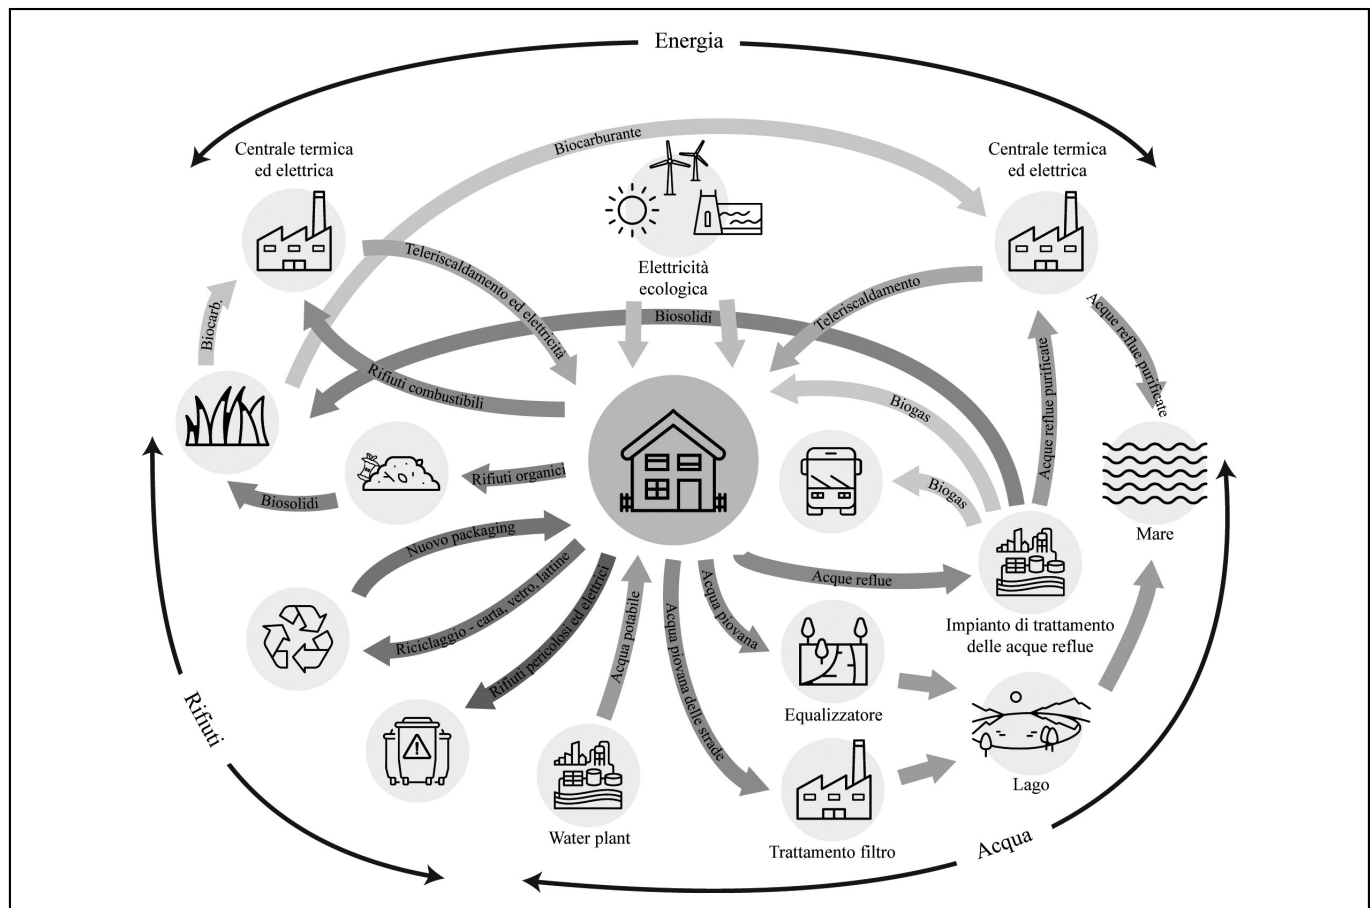 Energia
Centrale termica
ed elettrica
Biocarburante
Centrale termica
ed elettrica
Elettricità
ecologica
Teleriscaldamento ed elettricità
Teleriscaldamento
Biosolidi
Acque reflue purificate
Biocarb.
Rifiuti combustibili
Acque reflue purificate
Biogas
Rifiuti organici
Biosolidi
Biogas
Mare
Nuovo packaging
Acque reflue
Riciclaggio - carta, vetro, lattine
Rifiuti pericolosi ed elettrici
Acqua potabile
Acqua piovana delle strade
Acqua piovana
Impianto di trattamento
delle acque reflue
Equalizzatore
Rifiuti
Lago
Water plant
Trattamento filtro
Acqua